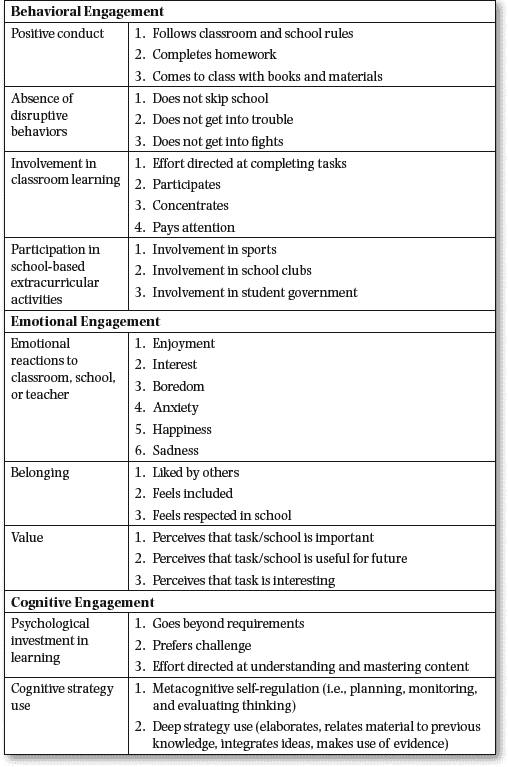 Behavioral Engagement
Positive conduct
1. Follows classroom and school rules
2. Completes homework
3. Comes to class with books and materials
Absence of
disruptive
behaviors
1. Does not skip school
2. Does not get into trouble
3. Does not get into fights
Involvement in
classroom learning
1. Effort directed at completing tasks
2. Participates
3. Concentrates
4. Pays attention
Participation in
school-based
extracurricular
activities
1. Involvement in sports
2. Involvement in school clubs
3. Involvement in student government
Emotional Engagement
Emotional
reactions to
classroom, school,
or teacher
1. Enjoyment
2. Interest
3. Boredom
4. Anxiety
5. Happiness
6. Sadness
Belonging
1. Liked by others
2. Feels included
3. Feels respected in school
Value
1. Perceives that task/school is important
2. Perceives that task/school is useful for future
3. Perceives that task is interesting
Cognitive Engagement
Psychological
investment in
learning
1. Goes beyond requirements
2. Prefers challenge
3. Effort directed at understanding and mastering content
Cognitive strategy
use
1. Metacognitive self-regulation (i.e., planning, monitoring,
and evaluating thinking)
2. Deep strategy use (elaborates, relates material to previous
knowledge, integrates ideas, makes use of evidence)